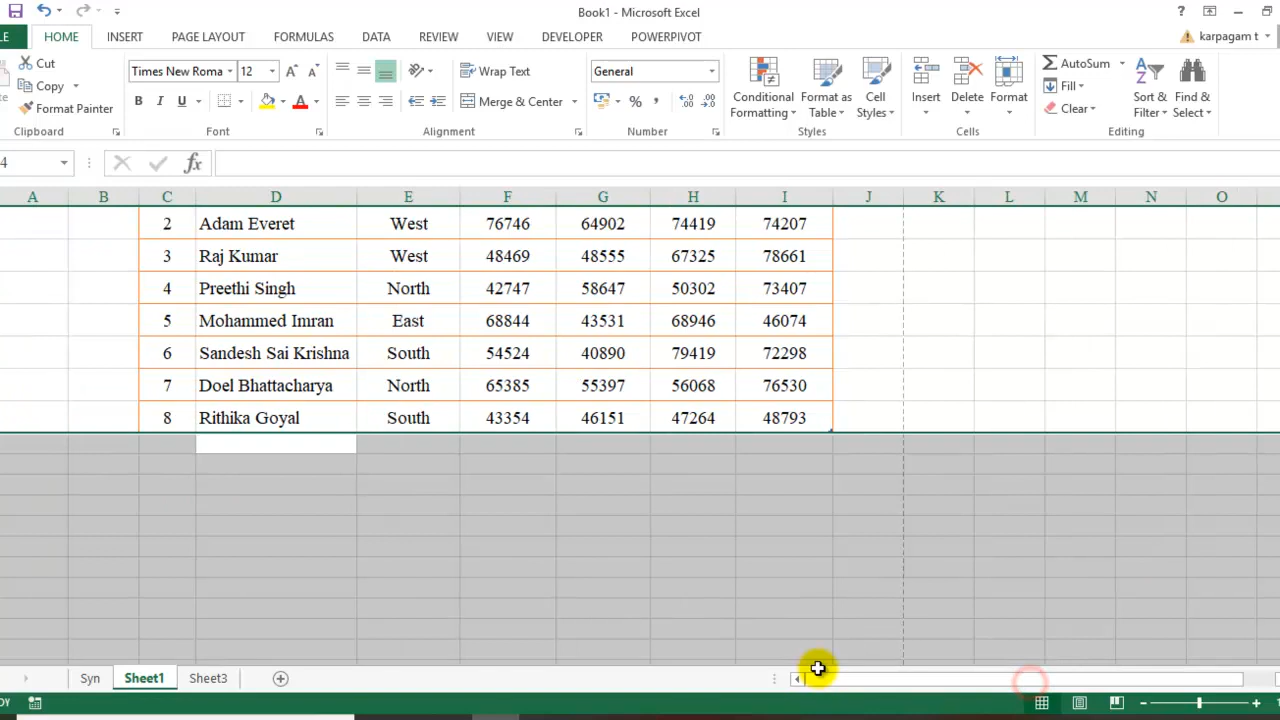 Book1 - Microsoft Excel
?
LE HOME INSERT PAGE LAYOUT FORMULAS DATA REVIEW VIEW DEVELOPER POWERPIVOT karpagam t
Cut
Copy
Format Painter
Clipboard
Times New Roma 12
B I U
Font
Wrap Text
Merge & Center
Alignment
General
% ,
Number
Conditional Formatting
Format as Table
Cell Styles
Styles
Insert Delete Format
Cells
AutoSum
Fill
Clear
Sort & Filter
Find & Select
Editing
4 fx
A B C D E F G H I J K L M N O
2 Adam Everet West 76746 64902 74419 74207
3 Raj Kumar West 48469 48555 67325 78661
4 Preethi Singh North 42747 58647 50302 73407
5 Mohammed Imran East 68844 43531 68946 46074
6 Sandesh Sai Krishna South 54524 40890 79419 72298
7 Doel Bhattacharya North 65385 55397 56068 76530
8 Rithika Goyal South 43354 46151 47264 48793
Syn Sheet1 Sheet3
DY